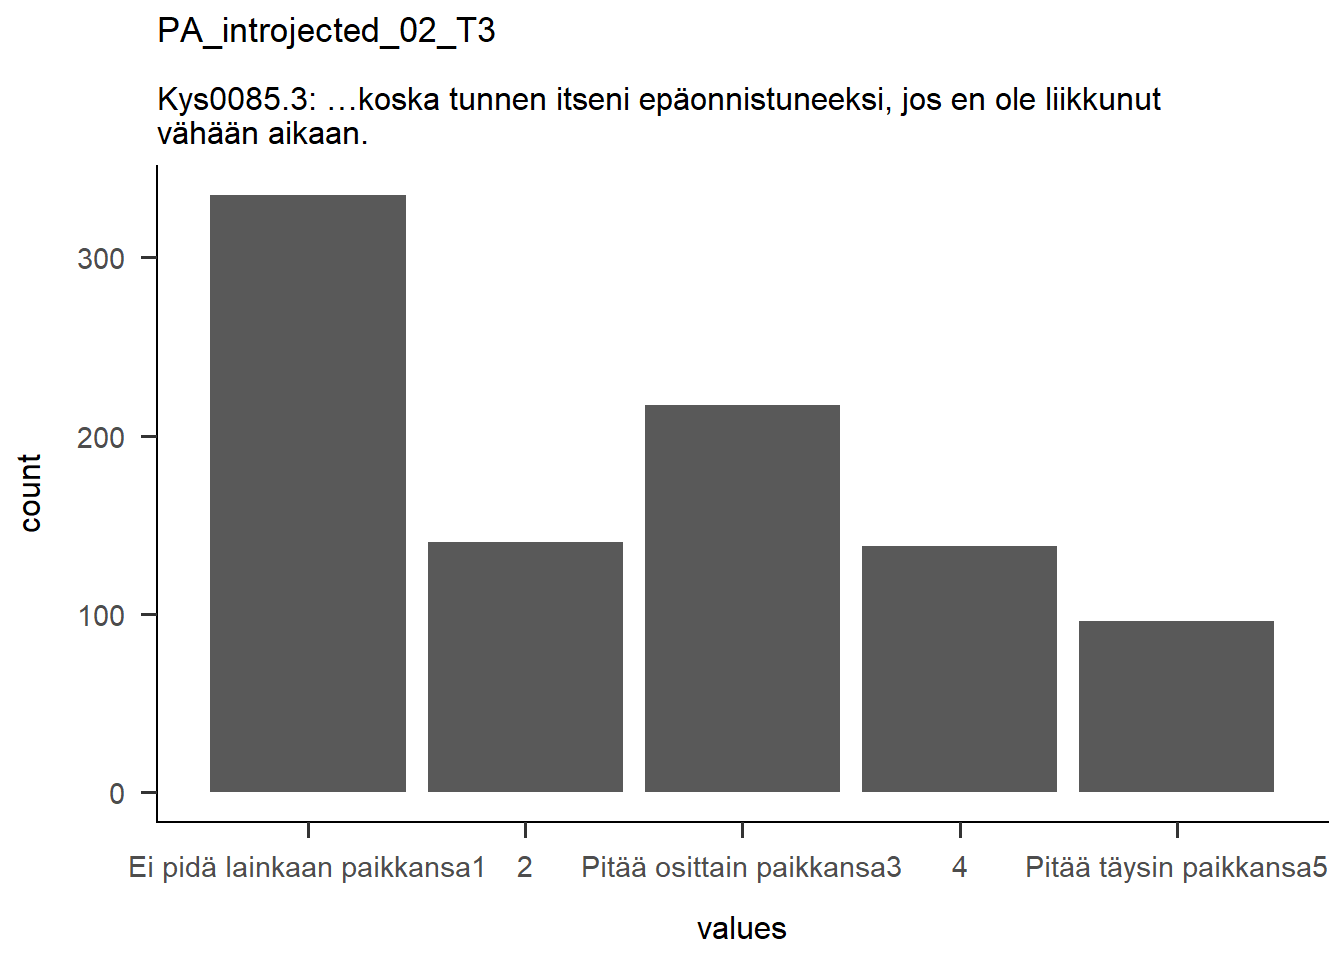 PA_introjected_02_T3
Kys0085.3: …koska tunnen itseni epäonnistuneeksi, jos en ole liikkunut
vähään aikaan.
count
300
200
100
0
Ei pidä lainkaan paikkansa1
2
Pitää osittain paikkansa3
4
Pitää täysin paikkansa5
values